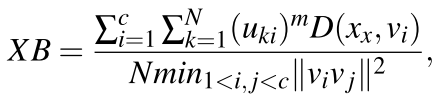 $XB = \frac{\sum_{i=1}^{c} \sum_{k=1}^{N} (u_{ki})^m D(x_x, v_i)}{N min_{1<i,j<c} \| v_i v_j \|^2},$